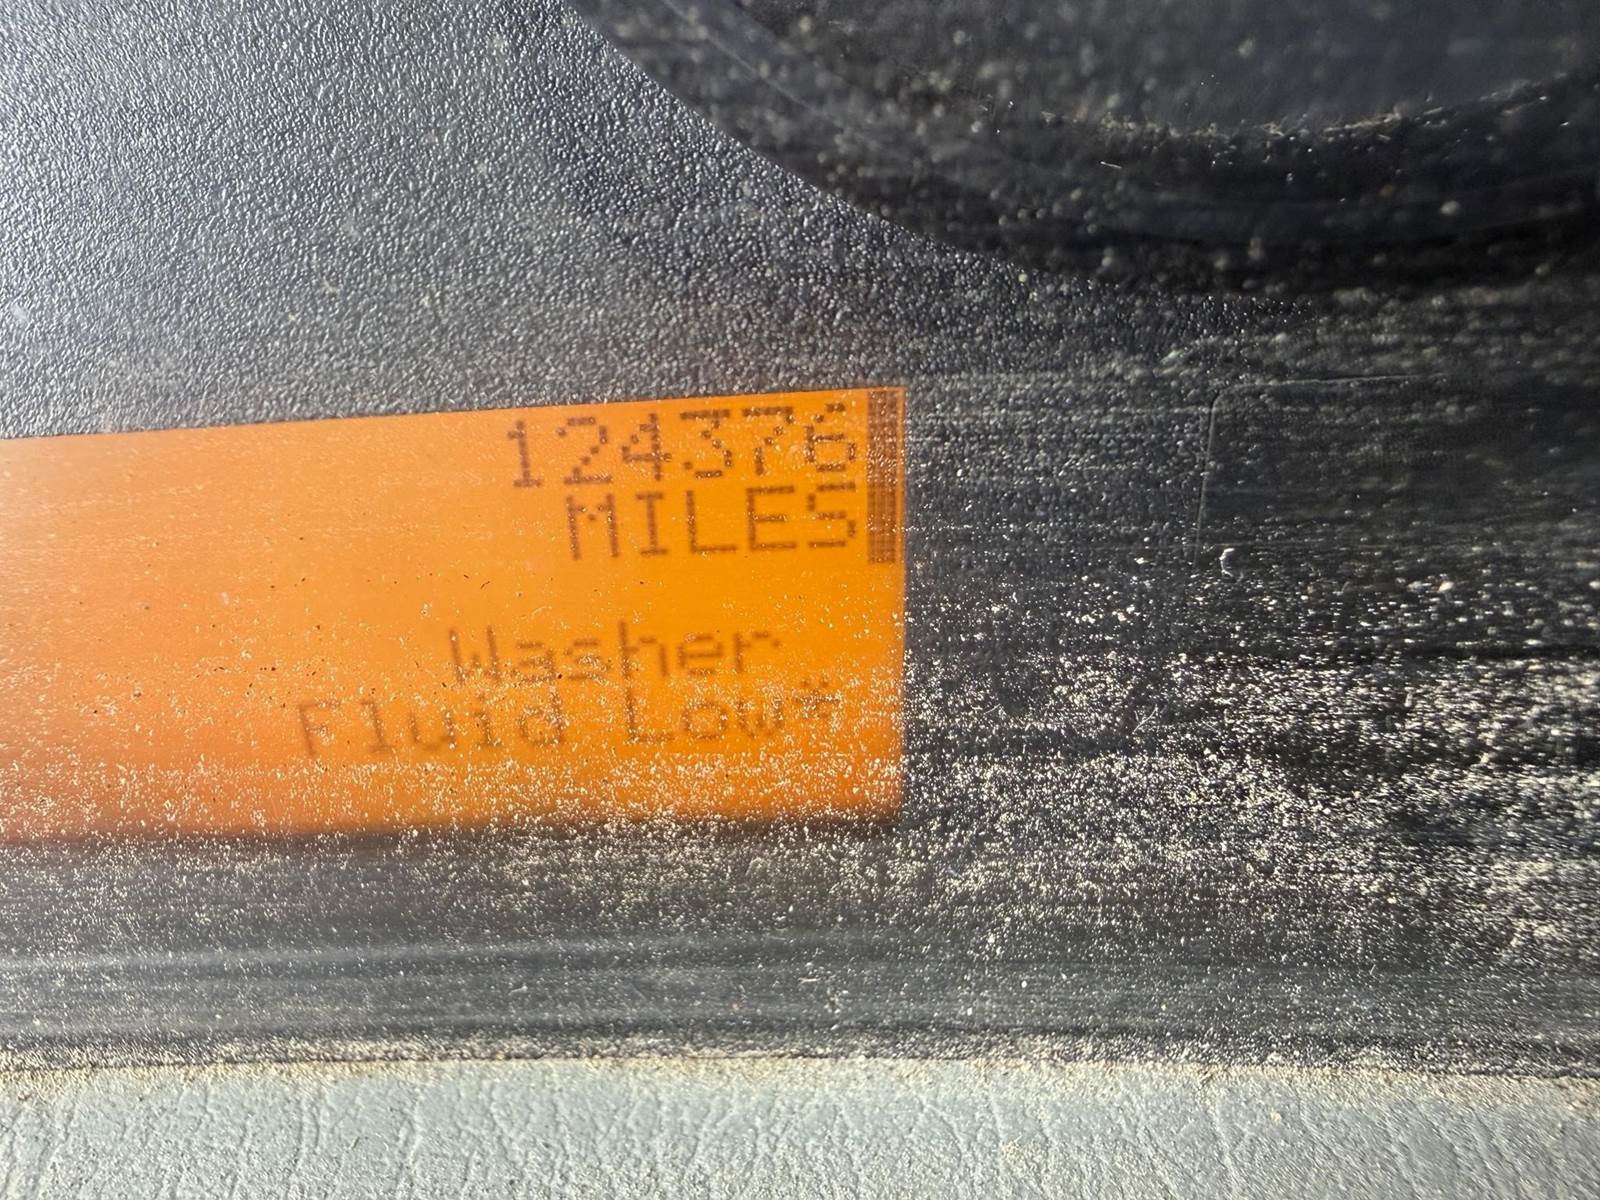 124376
MILES
Washer
Fluid Low*